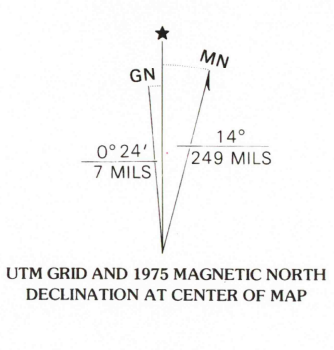 ★
GN
MN
0° 24'
7 MILS
14°
249 MILS
UTM GRID AND 1975 MAGNETIC NORTH
DECLINATION AT CENTER OF MAP